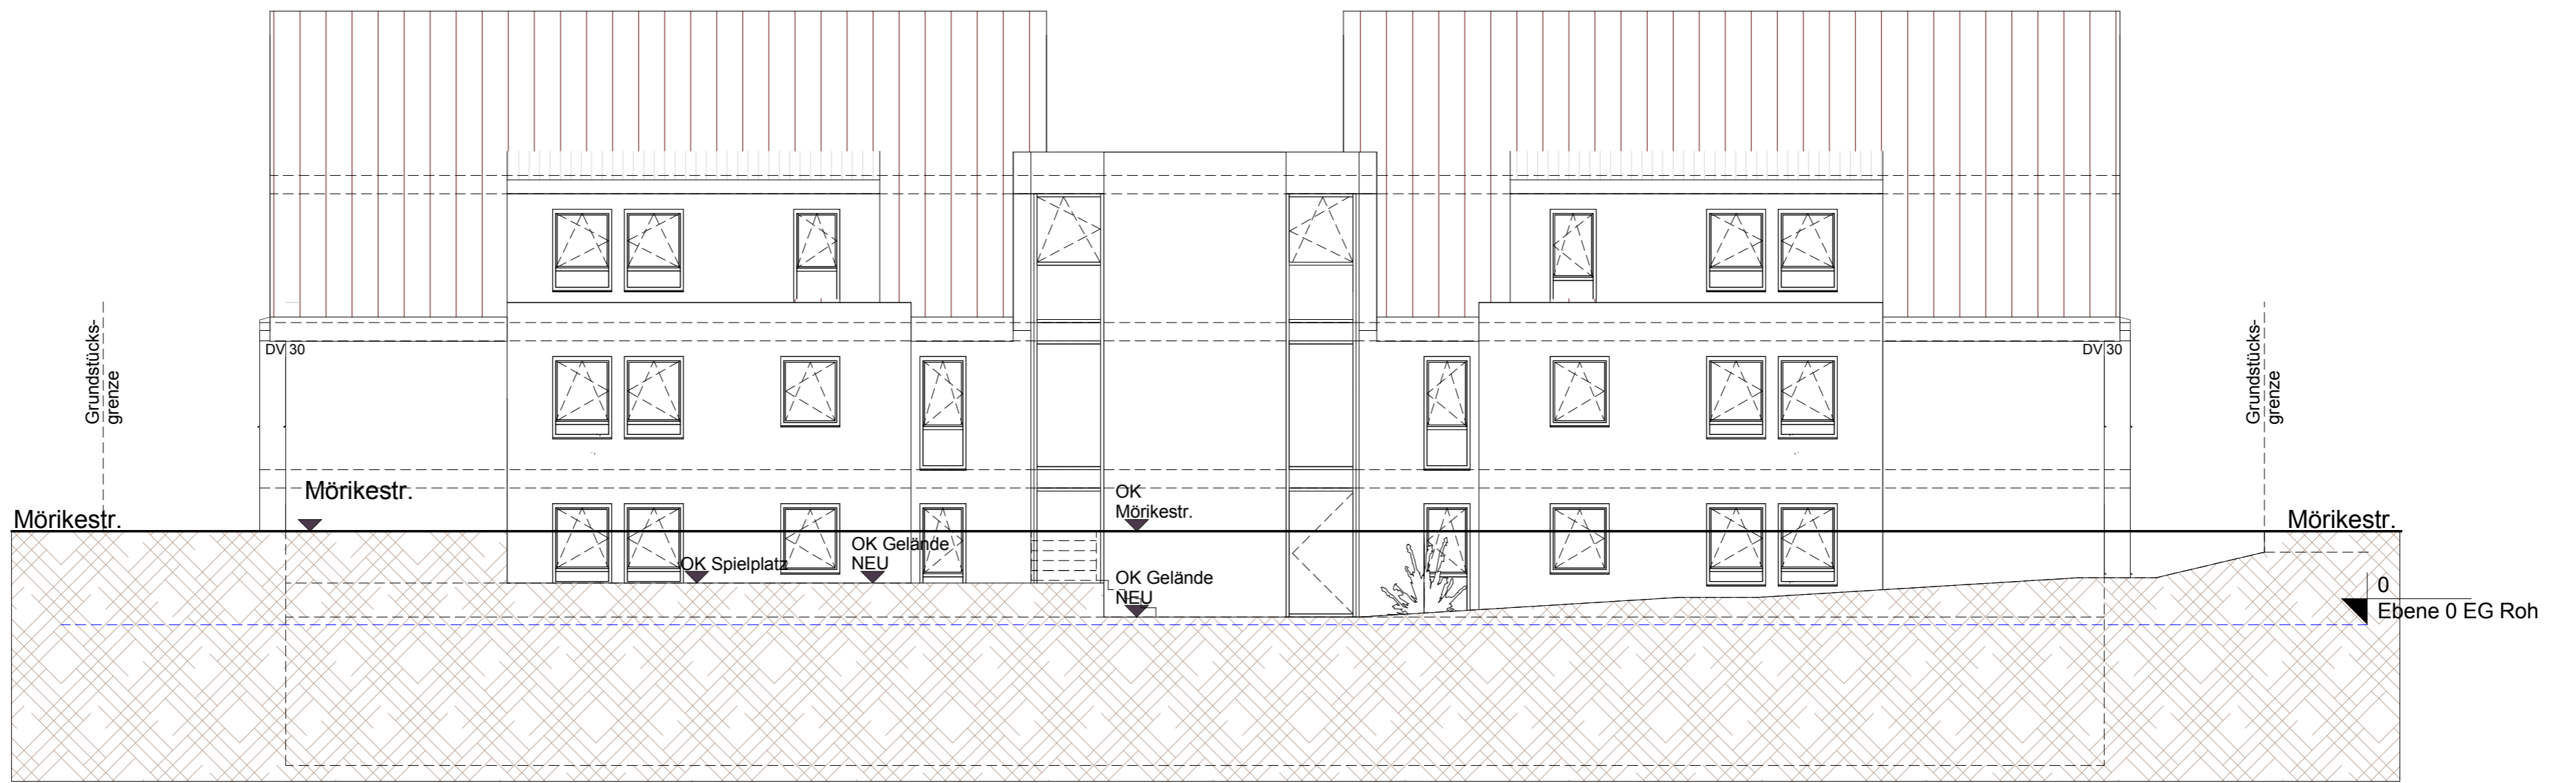 Grundstücks-
grenze
DV 30
DV 30
Grundstücks-
grenze
Mörikestr.
Mörikestr.
OK
Mörikestr.
Mörikestr.
OK Spielplatz
OK Gelände
NEU
OK Gelände
NEU
0
Ebene 0 EG Roh